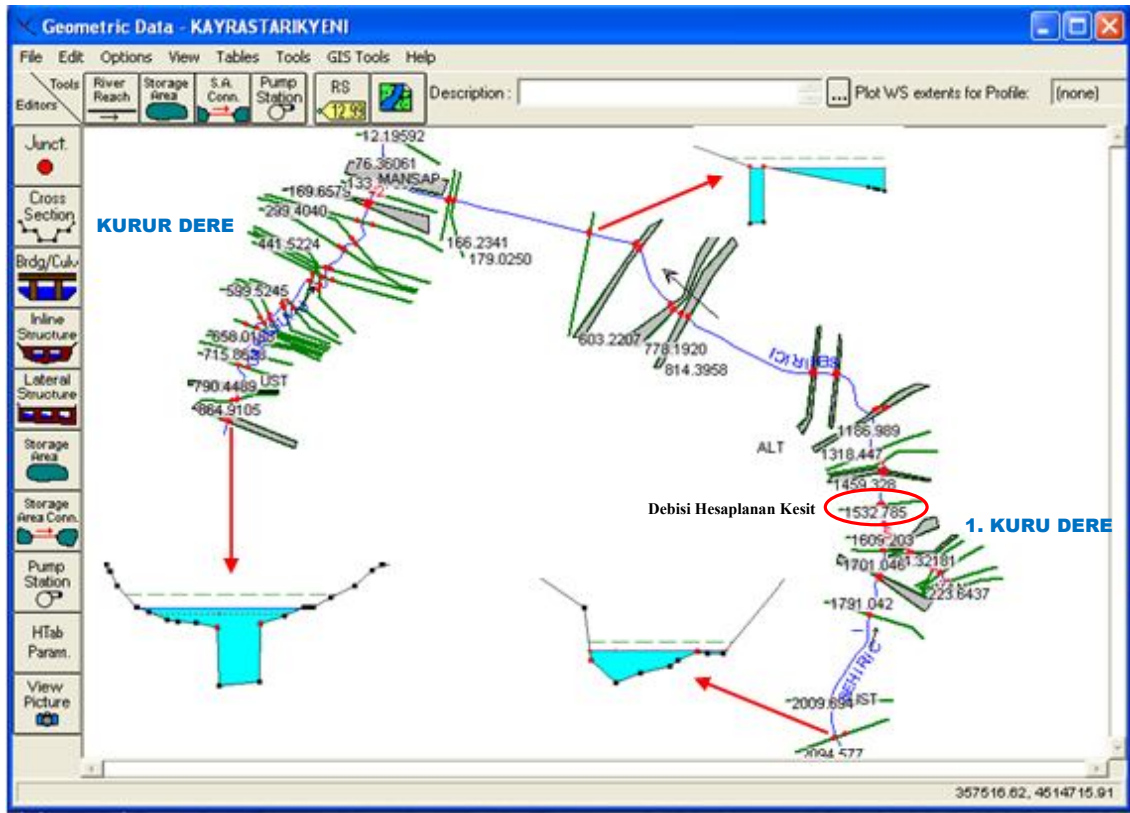 Geometric Data - KAYRASTARIKYENI
File Edit Options View Tables Tools GIS Tools Help
Tools
Editors
River Reach
Storage Area
S.A. Conn.
Pump Station
RS
12.99
Description :
...
Plot WS extents for Profile:
(none)
Junct.
Cross Section
Brdg/Culv
Inline Structure
Lateral Structure
Storage Area
Storage Area Conn.
Pump Station
HTab Param.
View Picture
12.19592
76.36061
MANSAP
169.6579
299.4040
KURUR DERE
441.5224
599.5245
715.8628
790.4489
UST
864.9105
166.2341
179.0250
603.2207
778.1920
814.3958
SEHIRICI
1186.989
ALT
1318.447
1459.328
Debisi Hesaplanan Kesit
1532.785
1. KURU DERE
1609.203
1701.046
223.6437
1791.042
SEHIRIC
2009.694
2094.577
357516.62, 4514715.91